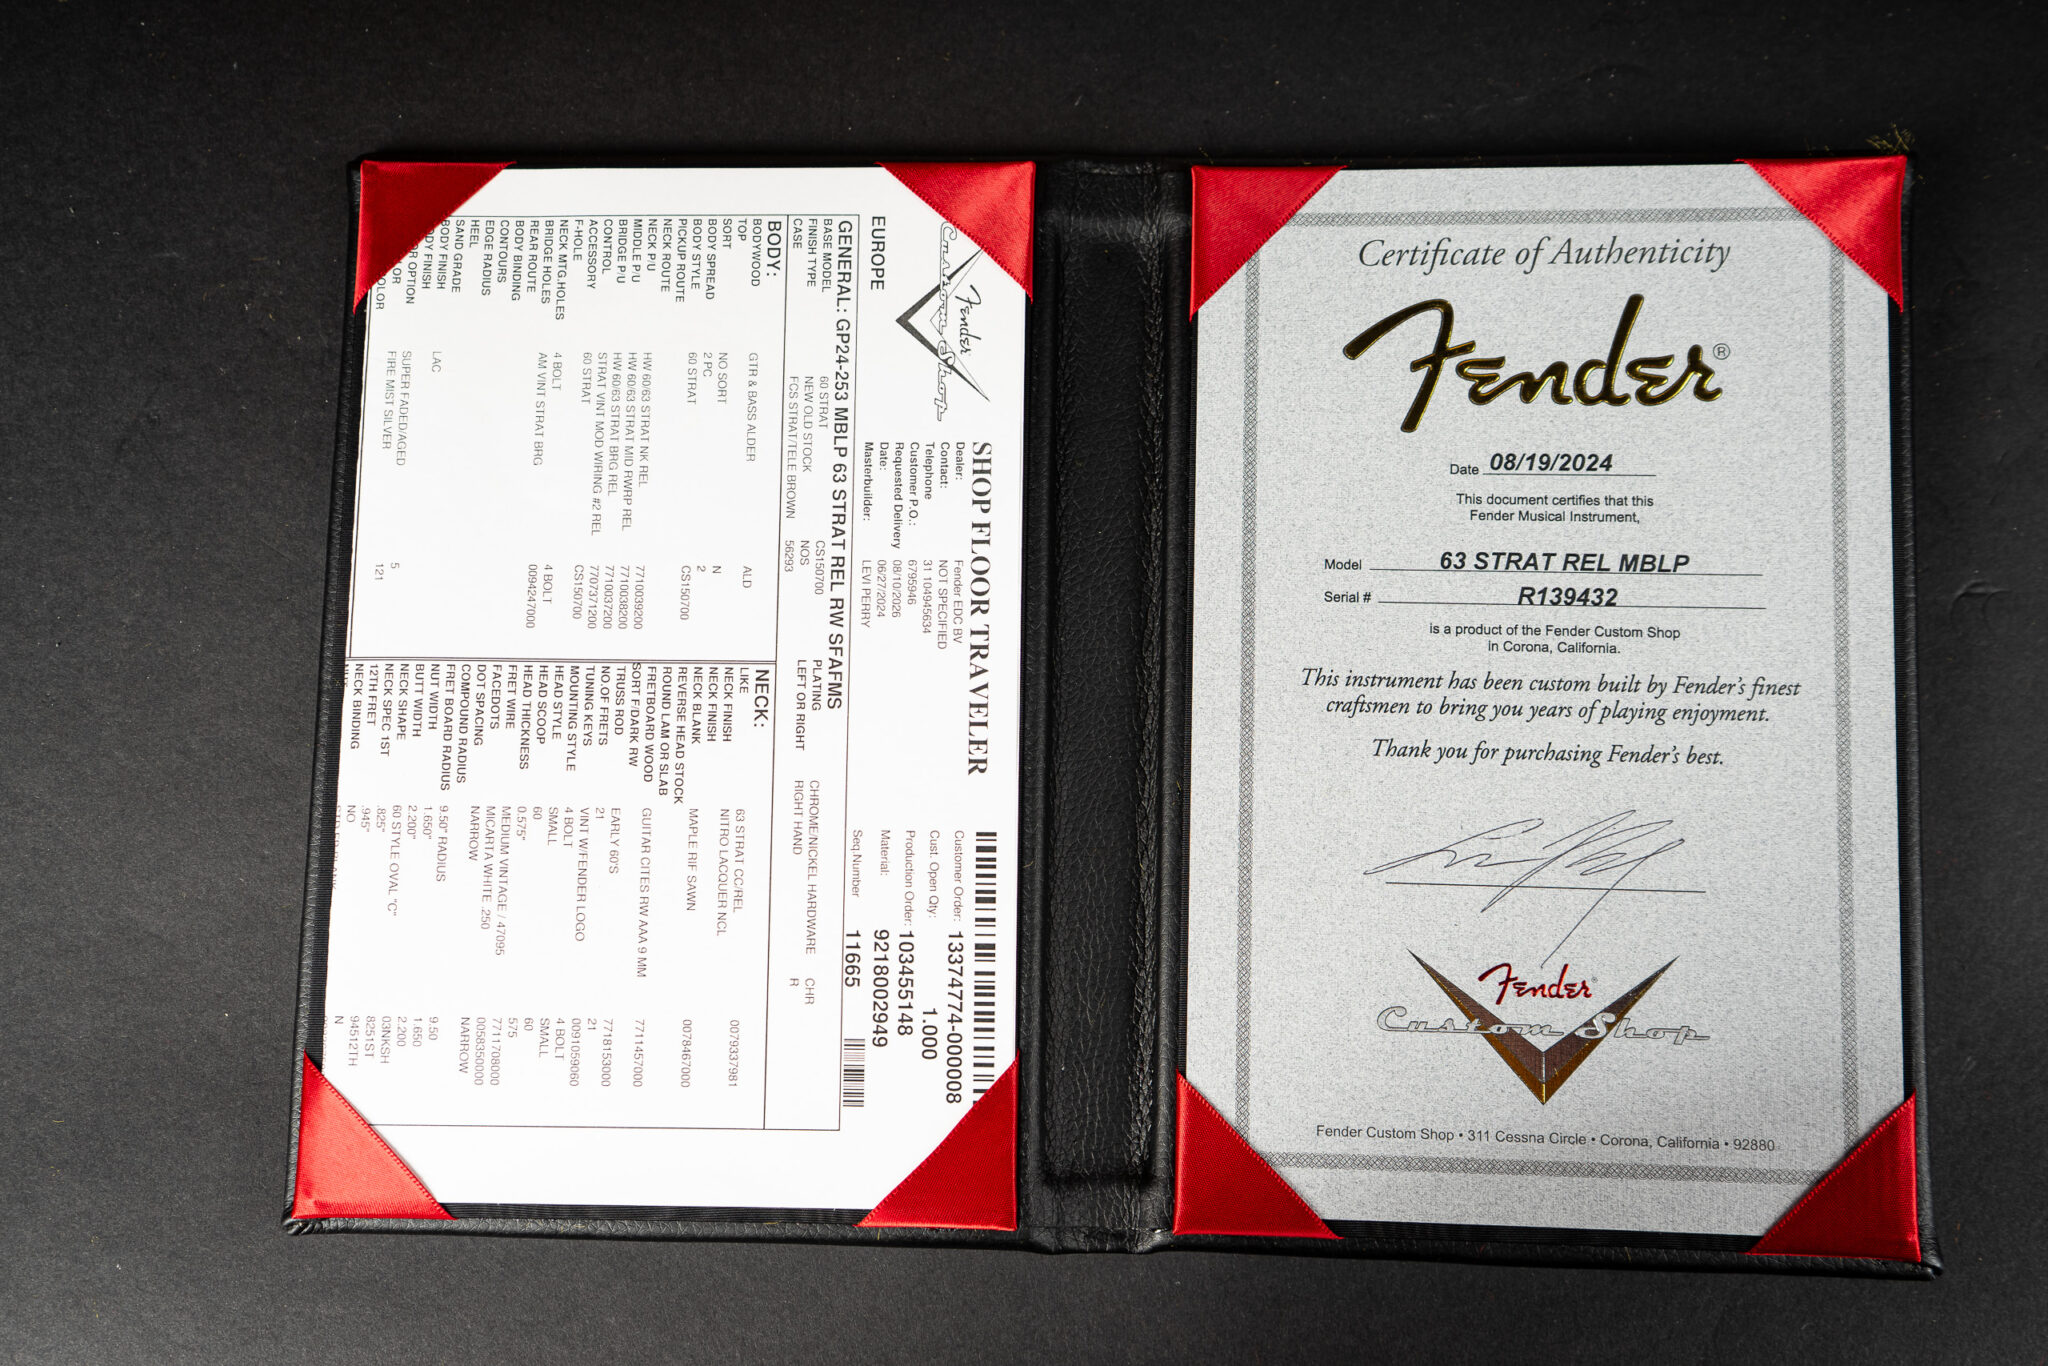 Fender
Custom Shop
SHOP FLOOR TRAVELER
EUROPE
Dealer: Fender EDC BV
Contact: NOT SPECIFIED
Telephone 31 104945634
Customer P.O.: 6795946
Requested Delivery 08/10/2026
Date: 06/27/2024
Masterbuilder: LEVI PERRY
Customer Order: 13374774-000008
Cust. Open Qty: 1.000
Production Order: 103455148
Material: 9218002949
Seq.Number 11665
GENERAL: GP24-253 MBLP 63 STRAT REL RW SFAFMS
BASE MODEL 60 STRAT CS150700 PLATING CHROME/NICKEL HARDWARE CHR
FINISH TYPE NEW OLD STOCK NOS LEFT OR RIGHT RIGHT HAND R
CASE FCS STRAT/TELE BROWN 56293
BODY:
BODYWOOD GTR & BASS ALDER ALD
TOP
SORT NO SORT N
BODY SPREAD 2 PC 2
BODY STYLE 60 STRAT CS150700
PICKUP ROUTE
NECK ROUTE
NECK P/U HW 60/63 STRAT NK REL 7710039200
MIDDLE P/U HW 60/63 STRAT MID RWRP REL 7710038200
BRIDGE P/U HW 60/63 STRAT BRG REL 7710037200
CONTROL STRAT VINT MOD WIRING #2 REL 7707371200
ACCESSORY 60 STRAT CS150700
F-HOLE
NECK MTG.HOLES 4 BOLT 4 BOLT
BRIDGE HOLES AM VINT STRAT BRG 0094247000
REAR ROUTE
BODY BINDING
CONTOURS
EDGE RADIUS
HEEL
SAND GRADE
BODY FINISH LAC
DY FINISH
R OPTION SUPER FADED/AGED 5
OR FIRE MIST SILVER 121
OLOR
NECK:
LIKE 63 STRAT CC/REL 0079337981
NECK FINISH NITRO LACQUER NCL
NECK FINISH
NECK BLANK MAPLE RIF SAWN 0078467000
REVERSE HEAD STOCK
ROUND LAM OR SLAB
FRETBOARD WOOD GUITAR CITES RW AAA 9 MM 7711457000
SORT F/DARK RW
TRUSS ROD EARLY 60'S 7718153000
NO.OF FRETS 21 21
TUNING KEYS VINT W/FENDER LOGO 0091059060
MOUNTING STYLE 4 BOLT 4 BOLT
HEAD STYLE SMALL SMALL
HEAD SCOOP 60 60
HEAD THICKNESS 0.575" 575
FRET WIRE MEDIUM VINTAGE / 47095 7711708000
FACEDOTS MICARTA WHITE .250 0058350000
DOT SPACING NARROW NARROW
COMPOUND RADIUS
FRET BOARD RADIUS 9.50" RADIUS 9.50
NUT WIDTH 1.650" 1.650
BUTT WIDTH 2.200" 2.200
NECK SHAPE 60 STYLE OVAL "C" 03NKSH
NECK SPEC 1ST .825" 8251ST
12TH FRET .945" 94512TH
NECK BINDING NO N
Certificate of Authenticity
Fender®
Date 08/19/2024
This document certifies that this
Fender Musical Instrument,
Model 63 STRAT REL MBLP
Serial # R139432
is a product of the Fender Custom Shop
in Corona, California.
This instrument has been custom built by Fender's finest
craftsmen to bring you years of playing enjoyment.
Thank you for purchasing Fender's best.
Fender
Custom Shop
Fender Custom Shop • 311 Cessna Circle • Corona, California • 92880